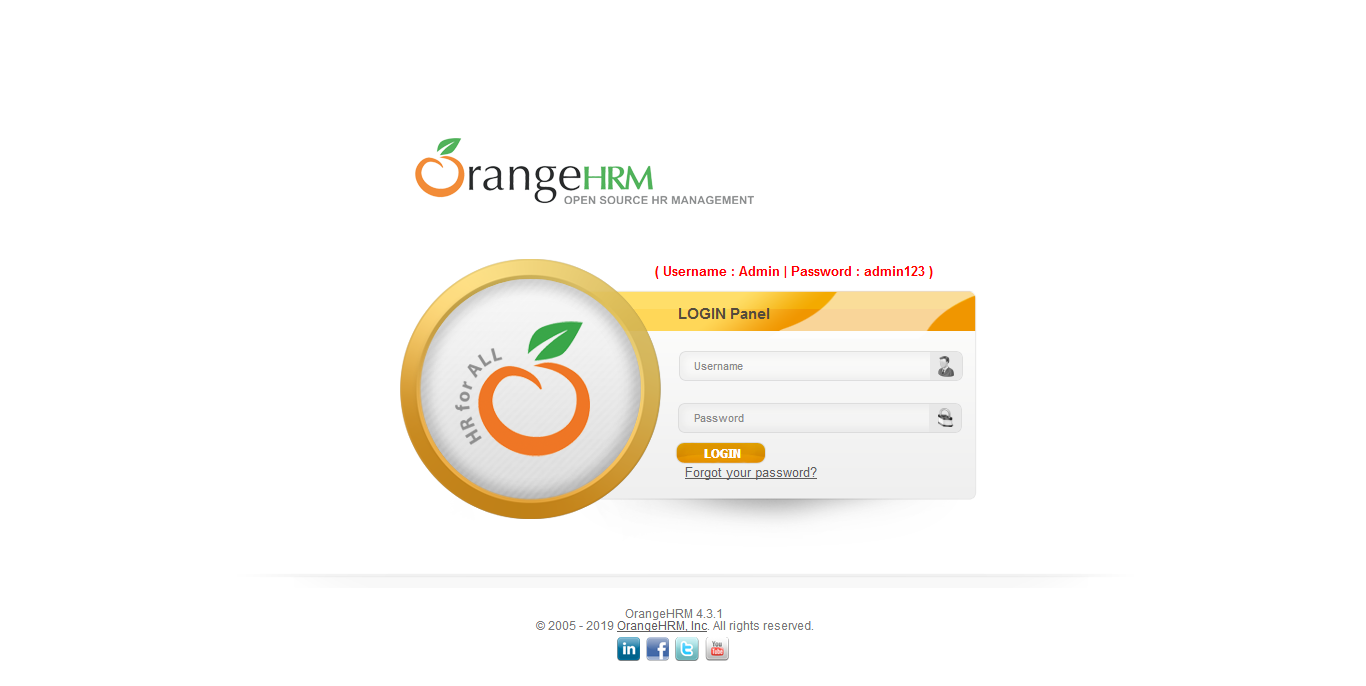 OrangeHRM
OPEN SOURCE HR MANAGEMENT
( Username : Admin | Password : admin123 )
LOGIN Panel
HR for ALL
Username
Password
LOGIN
Forgot your password?
OrangeHRM 4.3.1
© 2005 - 2019 OrangeHRM, Inc. All rights reserved.
in f t You Tube